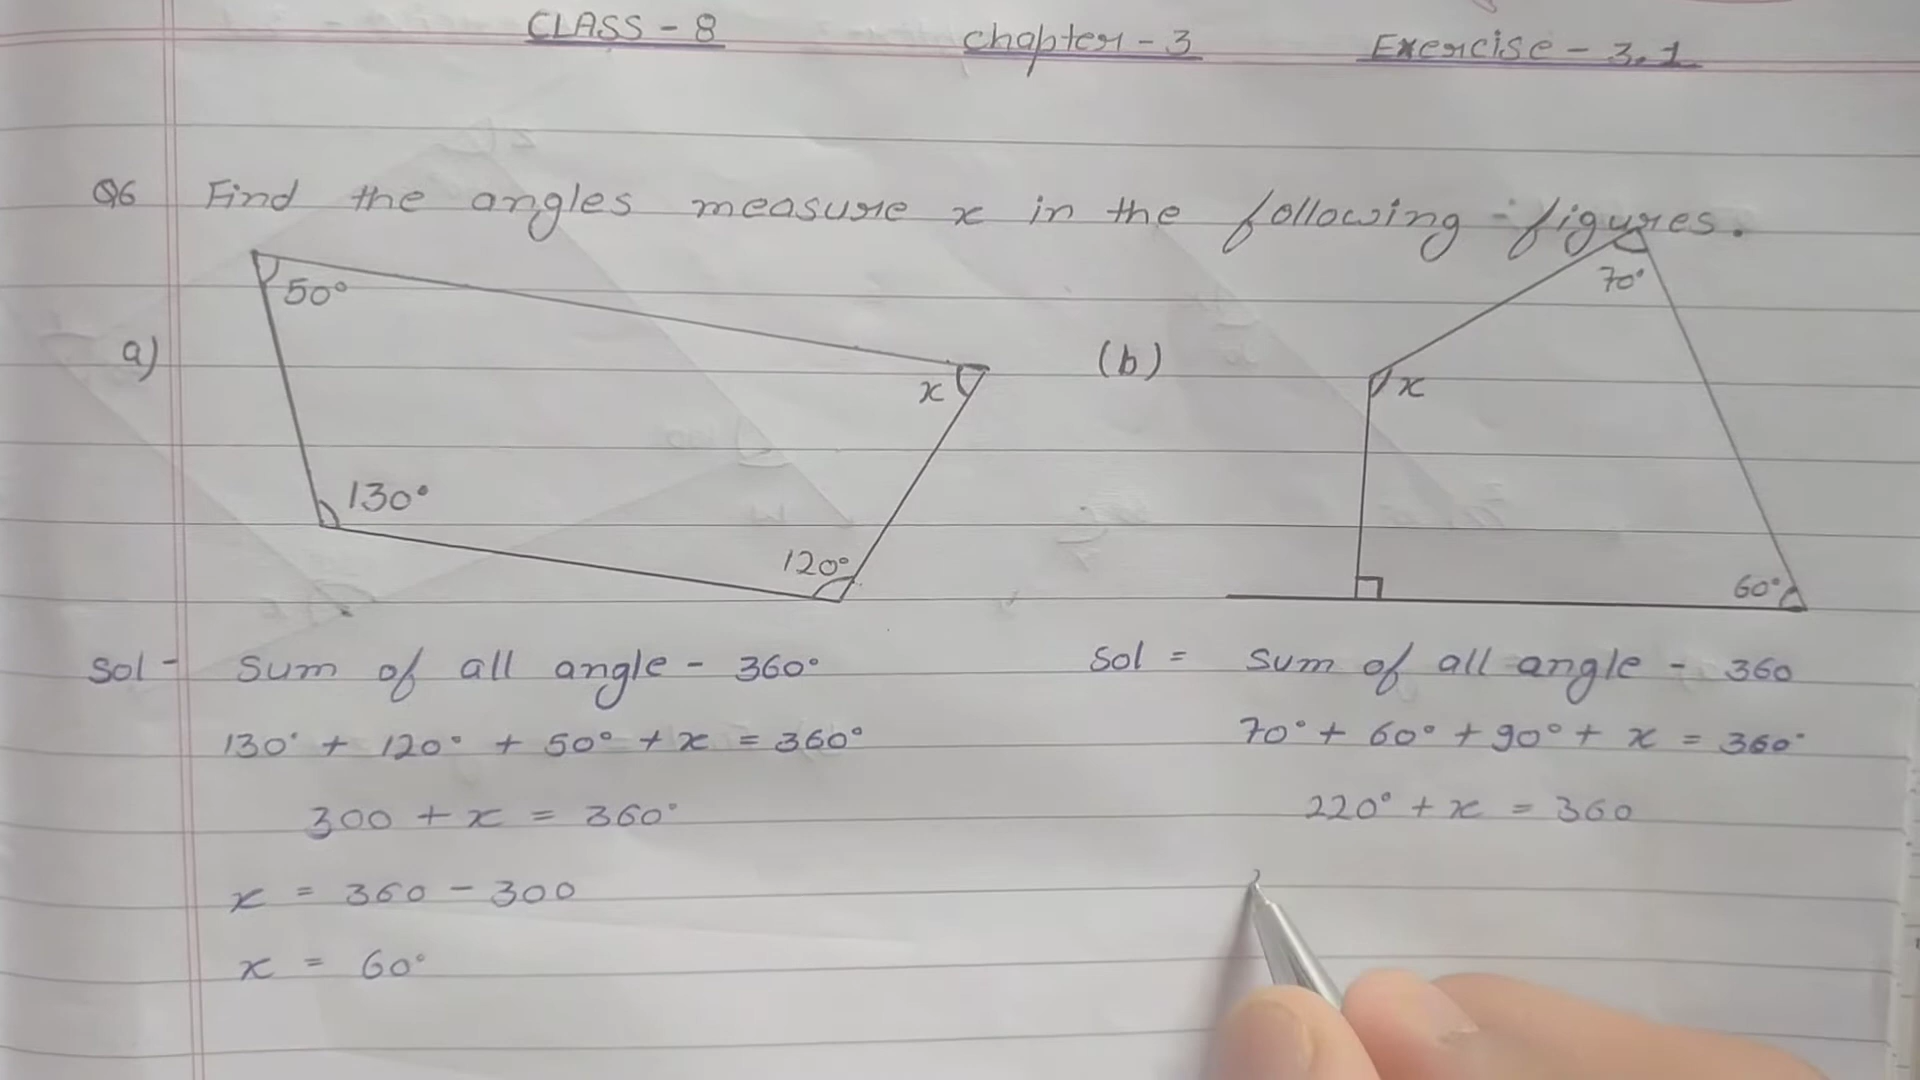 CLASS - 8 chapter - 3 Exercise - 3.1
Q6 Find the angles measure x in the following - figures.
a)
50°
x
130°
120°
(b)
70°
x
60°
Sol - Sum of all angle - 360°
130° + 120° + 50° + x = 360°
300 + x = 360°
x = 360 - 300
x = 60°
Sol = Sum of all angle - 360
70° + 60° + 90° + x = 360°
220° + x = 360